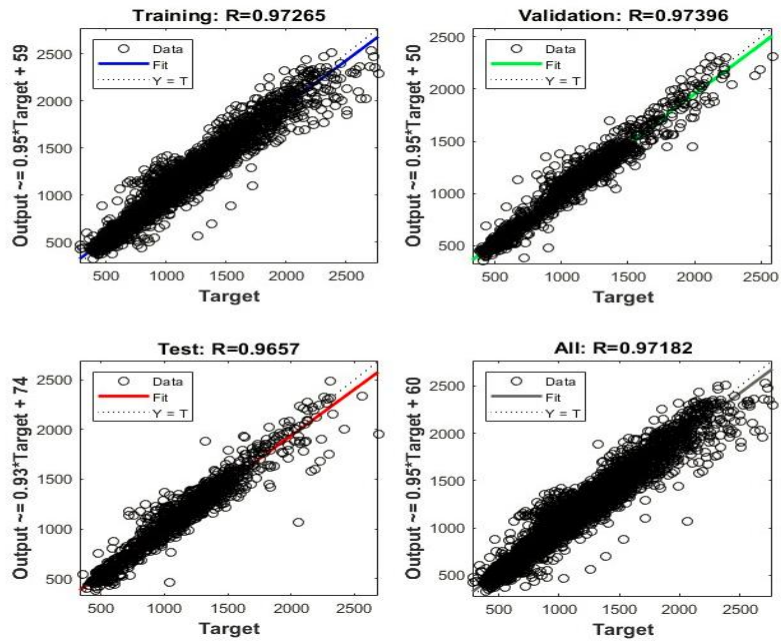 Training: R=0.97265
Output ~= 0.95*Target + 59
Data
Fit
Y = T
2500
2000
1500
1000
500
500 1000 1500 2000 2500
Target
Validation: R=0.97396
Output ~= 0.95*Target + 50
Data
Fit
Y = T
2500
2000
1500
1000
500
500 1000 1500 2000 2500
Target
Test: R=0.9657
Output ~= 0.93*Target + 74
Data
Fit
Y = T
2500
2000
1500
1000
500
500 1000 1500 2000 2500
Target
All: R=0.97182
Output ~= 0.95*Target + 60
Data
Fit
Y = T
2500
2000
1500
1000
500
500 1000 1500 2000 2500
Target